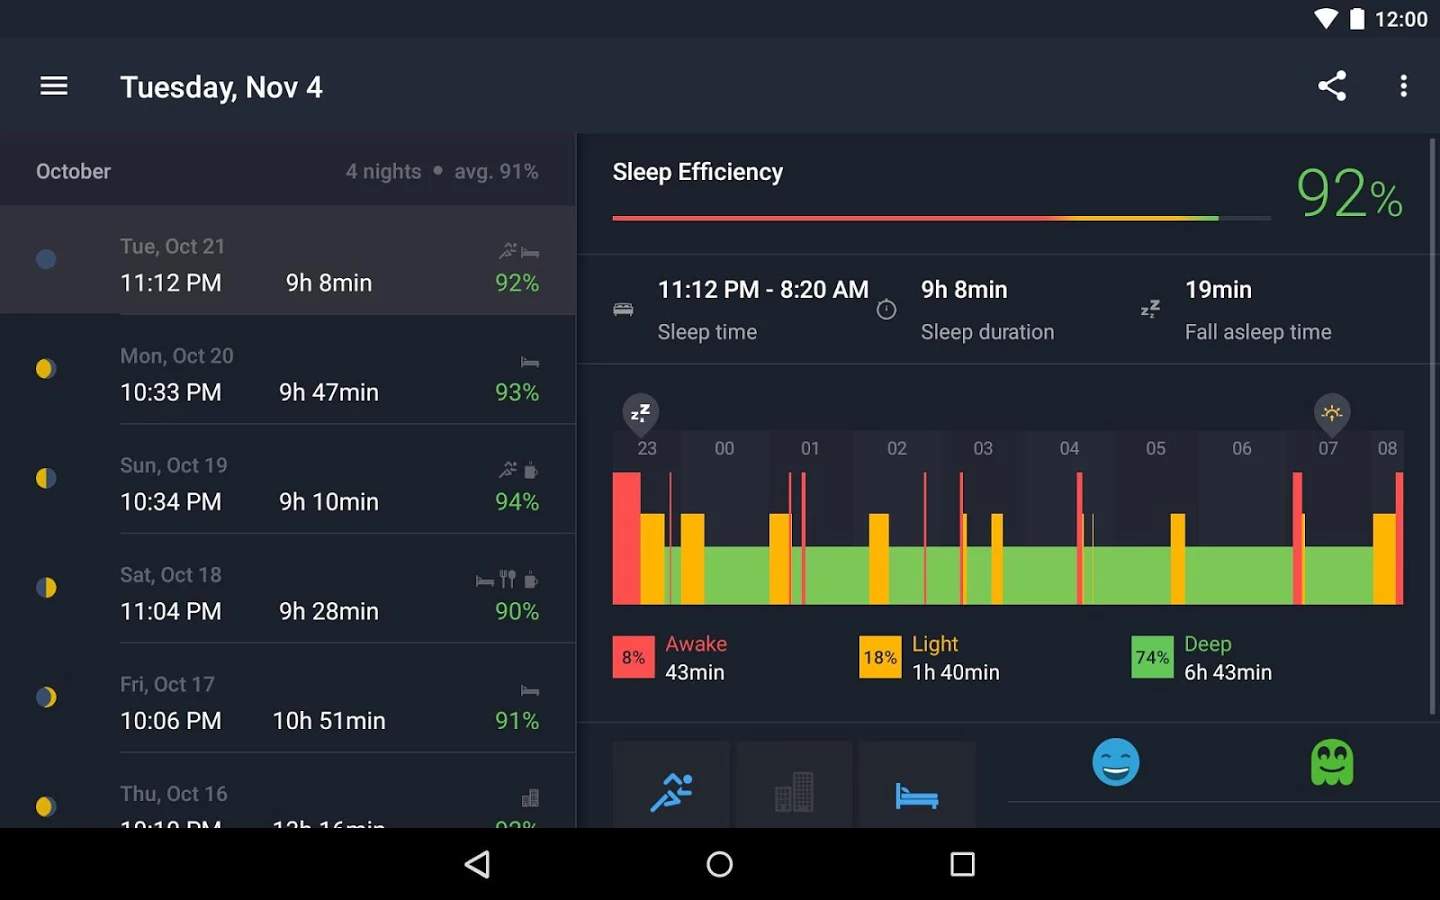 12:00
Tuesday, Nov 4
October 4 nights • avg. 91%
Tue, Oct 21
11:12 PM 9h 8min 92%
Mon, Oct 20
10:33 PM 9h 47min 93%
Sun, Oct 19
10:34 PM 9h 10min 94%
Sat, Oct 18
11:04 PM 9h 28min 90%
Fri, Oct 17
10:06 PM 10h 51min 91%
Thu, Oct 16
Sleep Efficiency 92%
11:12 PM - 8:20 AM 9h 8min 19min
Sleep time Sleep duration Fall asleep time
zzZ
zzZ
23 00 01 02 03 04 05 06 07 08
8% Awake 18% Light 74% Deep
43min 1h 40min 6h 43min